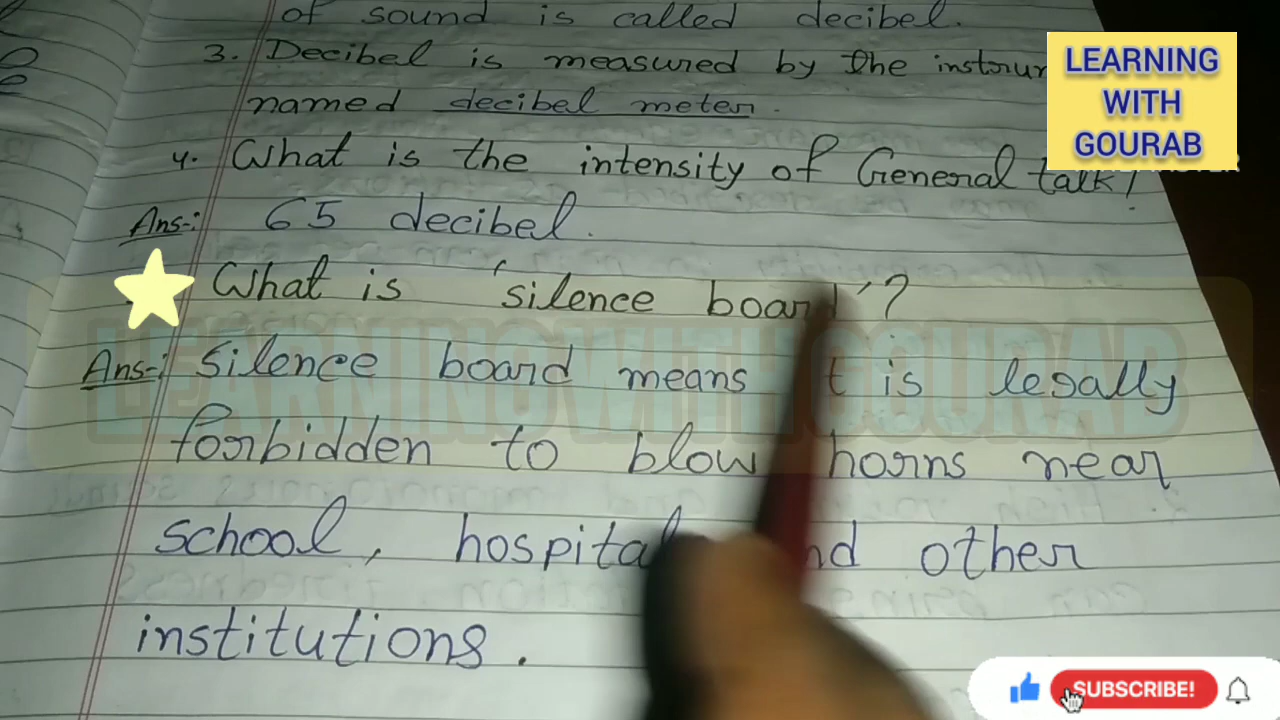 of sound is called decibel.
3. Decibel is measured by the
named decibel meter.
4. What is the intensity of General talk?
Ans:- 65 decibel.
What is 'silence board'?
Ans:- Silence board means it is legally
forbidden to blow horns near
school, hospital and other
institutions.
LEARNING
WITH
GOURAB
LEARNINGWITHGOURAB
SUBSCRIBE!